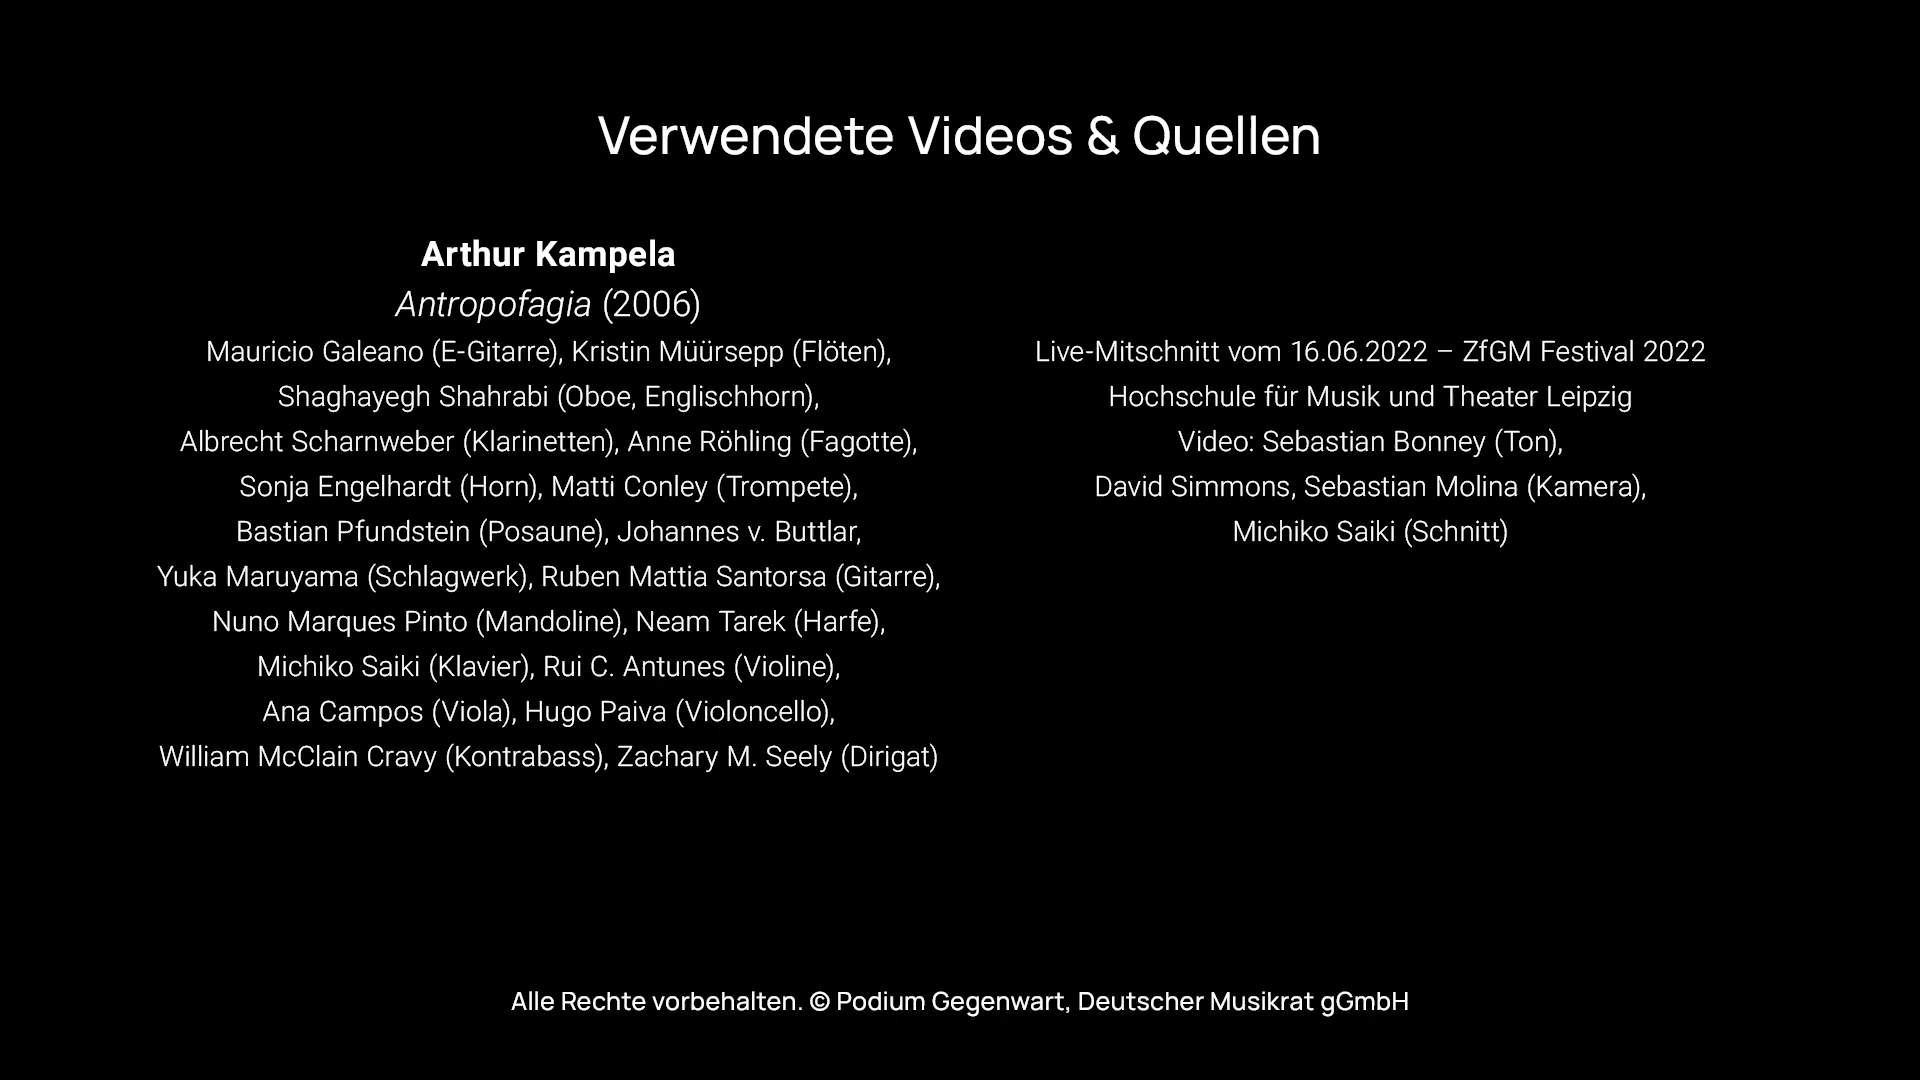 Verwendete Videos & Quellen
Arthur Kampela
Antropofagia (2006)
Mauricio Galeano (E-Gitarre), Kristin Müürsepp (Flöten),
Shaghayegh Shahrabi (Oboe, Englischhorn),
Albrecht Scharnweber (Klarinetten), Anne Röhling (Fagotte),
Sonja Engelhardt (Horn), Matti Conley (Trompete),
Bastian Pfundstein (Posaune), Johannes v. Buttlar,
Yuka Maruyama (Schlagwerk), Ruben Mattia Santorsa (Gitarre),
Nuno Marques Pinto (Mandoline), Neam Tarek (Harfe),
Michiko Saiki (Klavier), Rui C. Antunes (Violine),
Ana Campos (Viola), Hugo Paiva (Violoncello),
William McClain Cravy (Kontrabass), Zachary M. Seely (Dirigat)
Live-Mitschnitt vom 16.06.2022 – ZfGM Festival 2022
Hochschule für Musik und Theater Leipzig
Video: Sebastian Bonney (Ton),
David Simmons, Sebastian Molina (Kamera),
Michiko Saiki (Schnitt)
Alle Rechte vorbehalten. © Podium Gegenwart, Deutscher Musikrat gGmbH